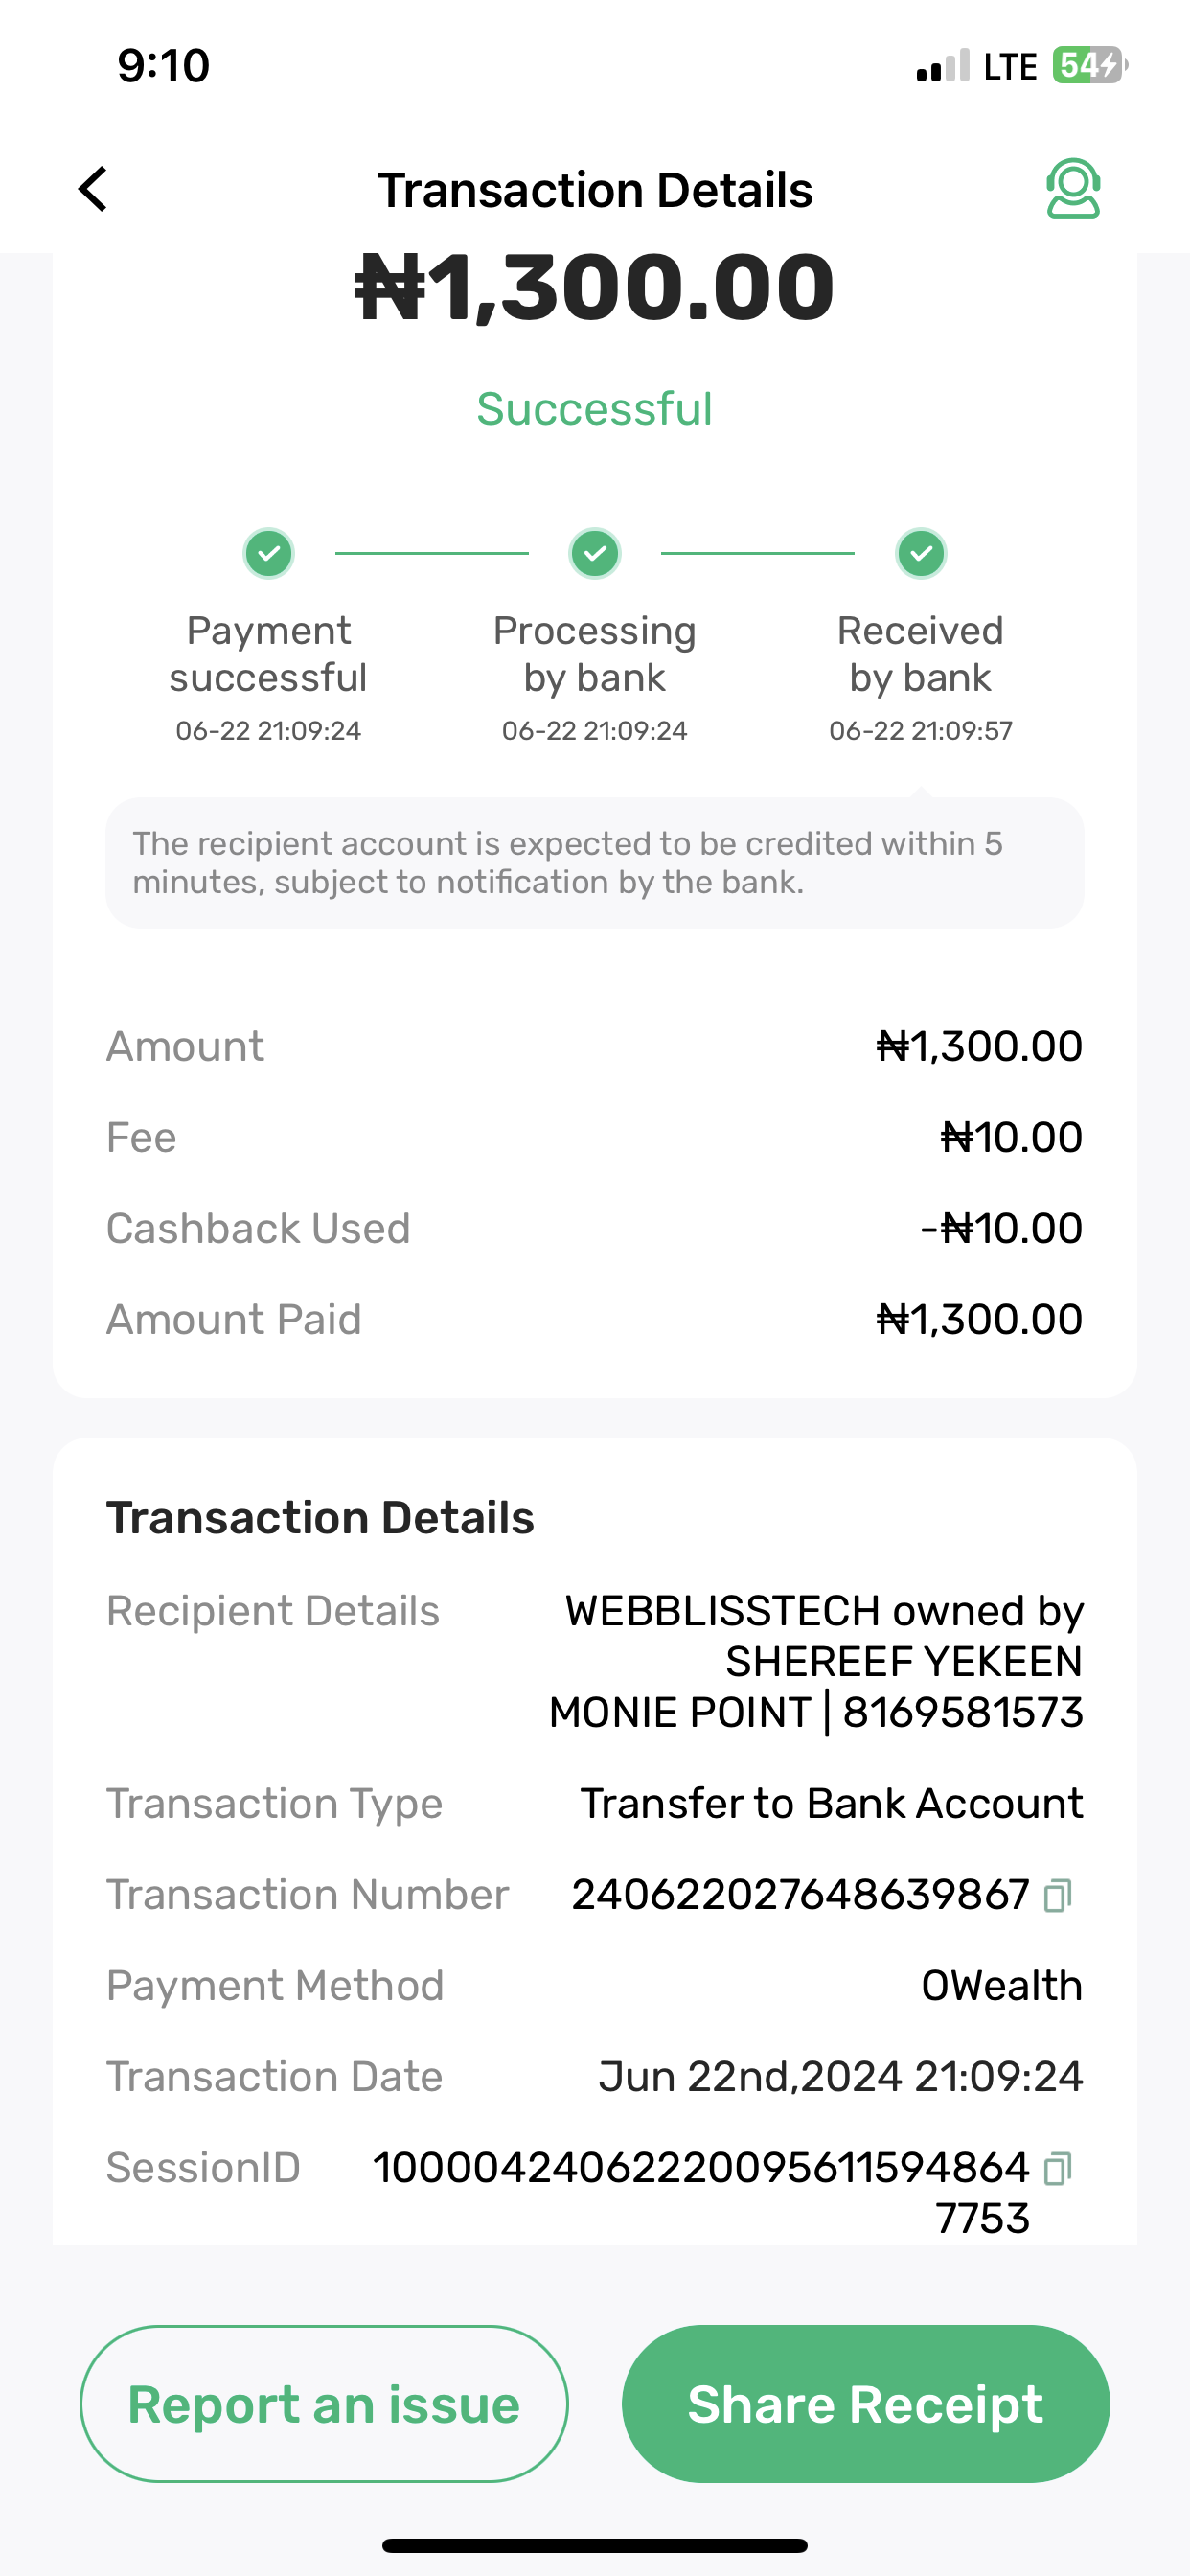 9:10
LTE 54
Transaction Details
₦1,300.00
Successful
Payment successful
06-22 21:09:24
Processing by bank
06-22 21:09:24
Received by bank
06-22 21:09:57
The recipient account is expected to be credited within 5
minutes, subject to notification by the bank.
Amount ₦1,300.00
Fee ₦10.00
Cashback Used -₦10.00
Amount Paid ₦1,300.00
Transaction Details
Recipient Details WEBBLISSTECH owned by
SHEREEF YEKEEN
MONIE POINT | 8169581573
Transaction Type Transfer to Bank Account
Transaction Number 240622027648639867
Payment Method OWealth
Transaction Date Jun 22nd,2024 21:09:24
SessionID 10000424062220095611594864
7753
Report an issue
Share Receipt